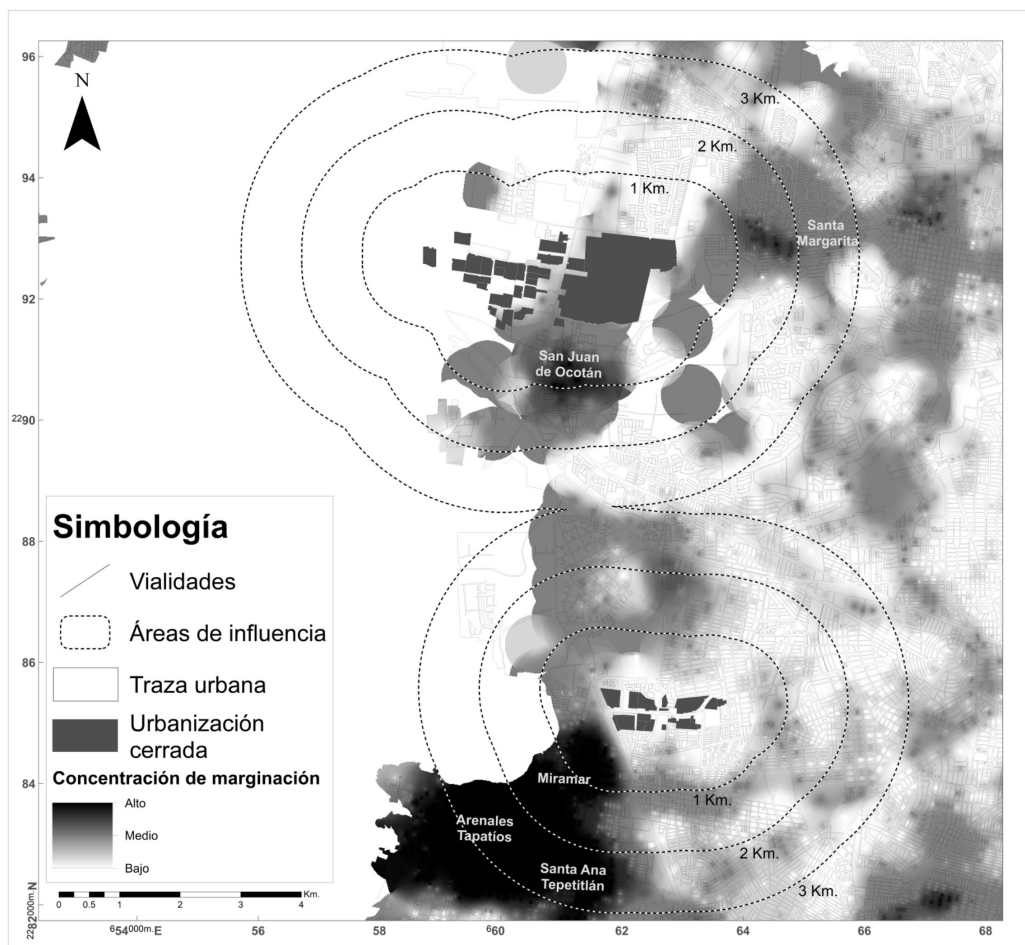 96
94
92
²²90
88
86
84
²²82⁰⁰⁰ᵐ·N
N
3 Km.
2 Km.
1 Km.
Santa
Margarita
San Juan
de Ocotán
Simbología
Vialidades
Áreas de influencia
Traza urbana
Urbanización
cerrada
Concentración de marginación
Alto
Medio
Bajo
Km.
0 0.5 1 2 3 4
Miramar
Arenales
Tapatíos
Santa Ana
Tepetitlán
1 Km.
2 Km.
3 Km.
⁶54⁰⁰⁰ᵐ·E 56 58 60 62 64 66 68